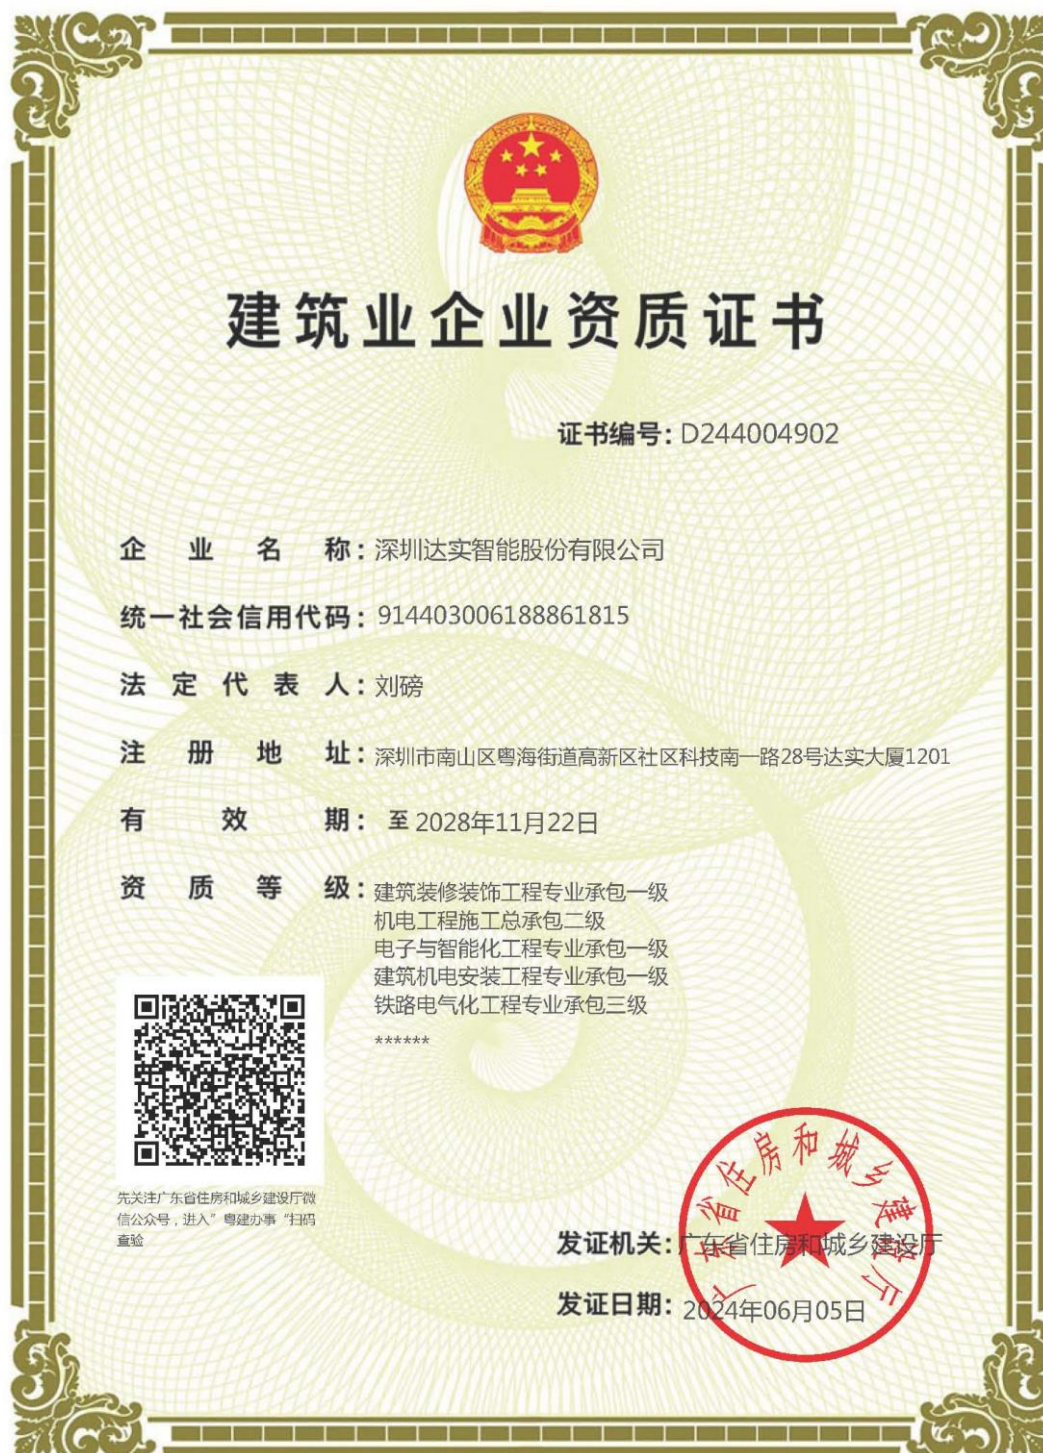 建筑业企业资质证书
证书编号：D244004902
企业名称：深圳达实智能股份有限公司
统一社会信用代码：914403006188861815
法定代表人：刘磅
注册地址：深圳市南山区粤海街道高新区社区科技南一路28号达实大厦1201
有效期：至 2028年11月22日
资质等级：建筑装修装饰工程专业承包一级
机电工程施工总承包二级
电子与智能化工程专业承包一级
建筑机电安装工程专业承包一级
铁路电气化工程专业承包三级
******
先关注广东省住房和城乡建设厅微
信公众号，进入”粤建办事“扫码
查验
广东省住房和城乡建设厅
发证机关：广东省住房和城乡建设厅
发证日期：2024年06月05日